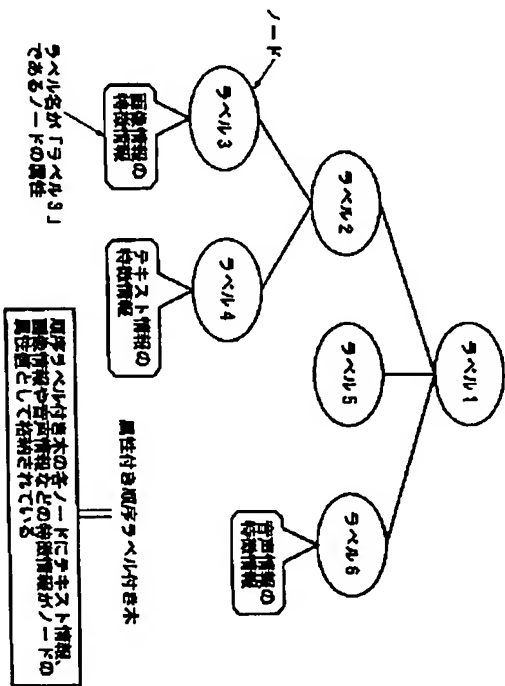 ラベル1
ラベル2
ラベル5
ラベル6
ノード
ラベル3
ラベル4
音声情報の
特徴情報
画像情報の
特徴情報
テキスト情報の
特徴情報
ラベル名が「ラベル3」
であるノードの属性
属性付き順序ラベル付き木
順序ラベル付き木の各ノードにテキスト情報、
画像情報や音声情報などの特徴情報がノードの
属性値として格納されている